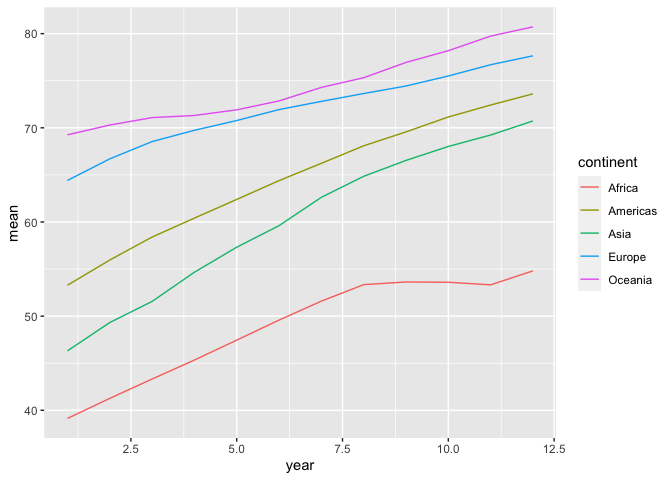 80
70
60
50
40
mean
2.5
5.0
7.5
10.0
12.5
year
continent
Africa
Americas
Asia
Europe
Oceania